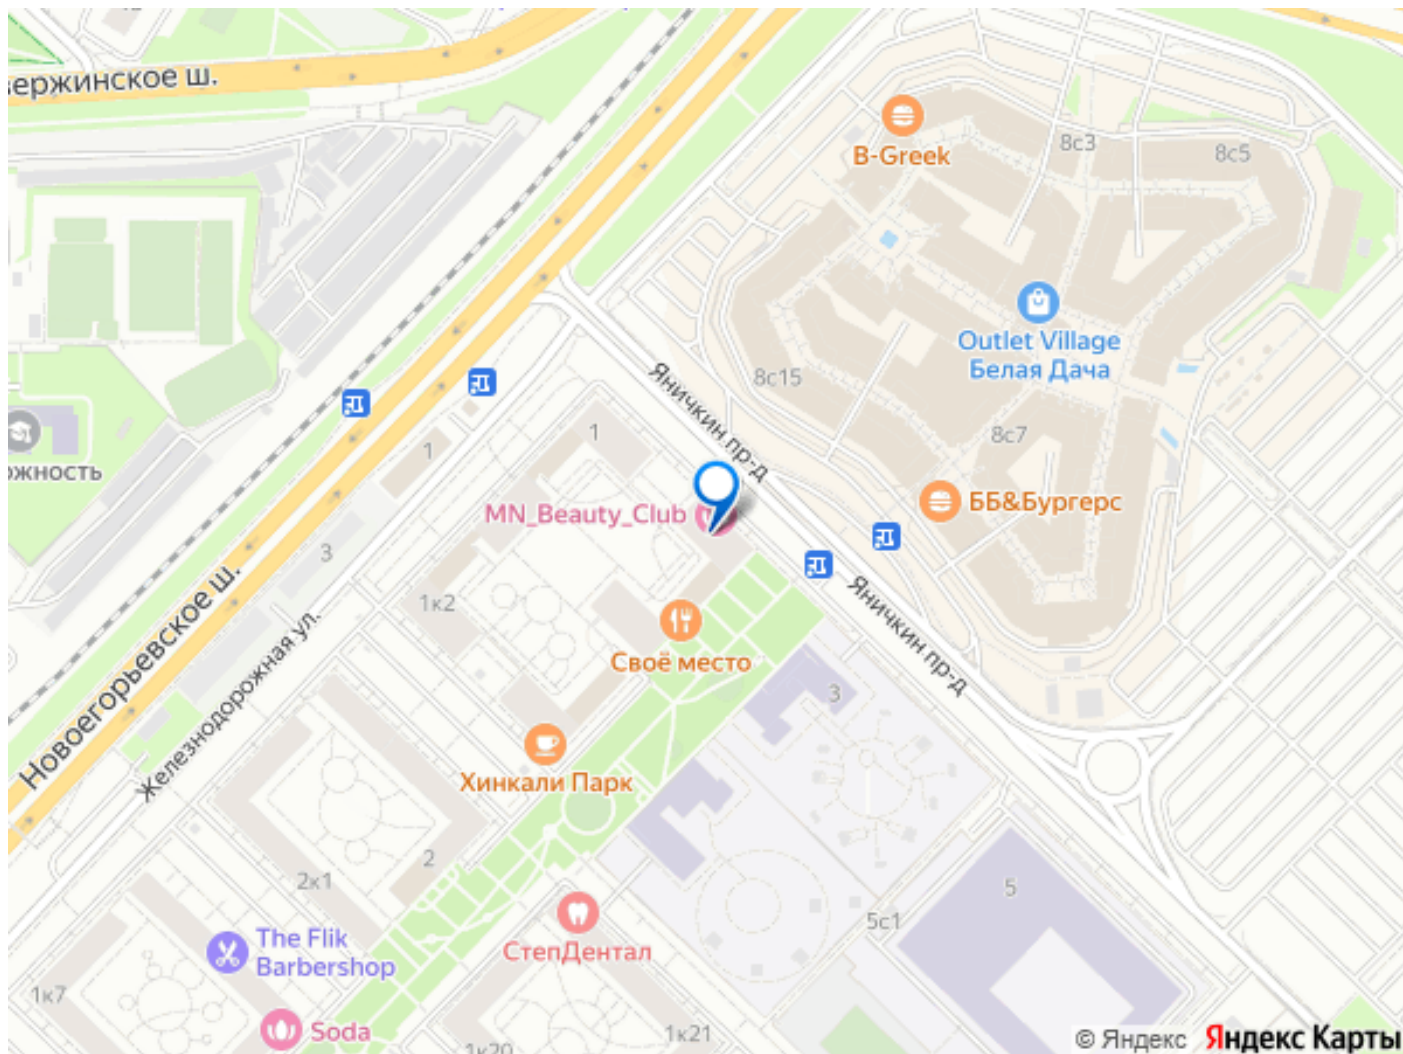 зержинское ш.
B-Greek
8с3
8с5
Outlet Village
Белая Дача
8с15
Яничкин пр-д
8с7
1
1
ожность
MN_Beauty_Club
ББ&Бургерс
3
1к2
Новоегорьевское ш.
Железнодорожная ул.
Своё место
Яничкин пр-д
3
Хинкали Парк
2
2к1
5
5с1
СтепДентал
The Flik
Barbershop
1к7
Soda
1к20
1к21
© Яндекс Яндекс Карты